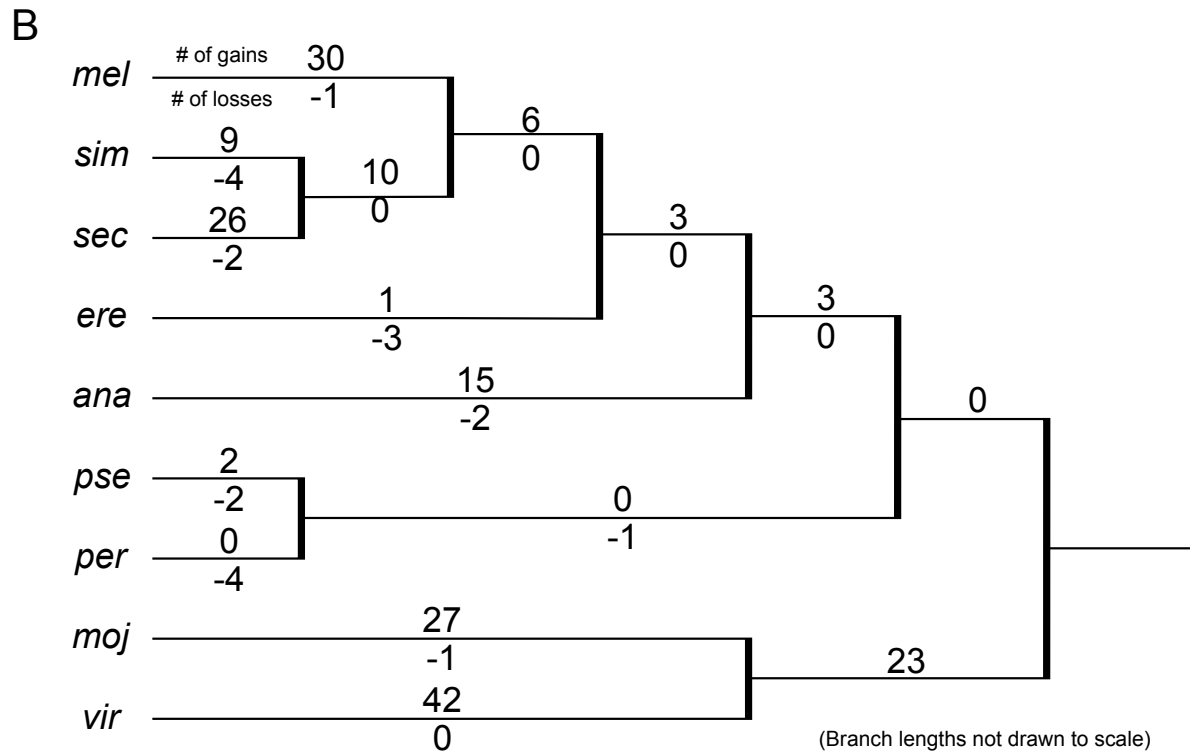 B
# of gains 30
mel
# of losses -1
6
0
9
sim
-4
10
0
26
sec
-2
3
0
1
ere
-3
3
0
15
ana
-2
0
2
pse
-2
0
-1
0
per
-4
27
moj
-1
23
42
vir
0
(Branch lengths not drawn to scale)